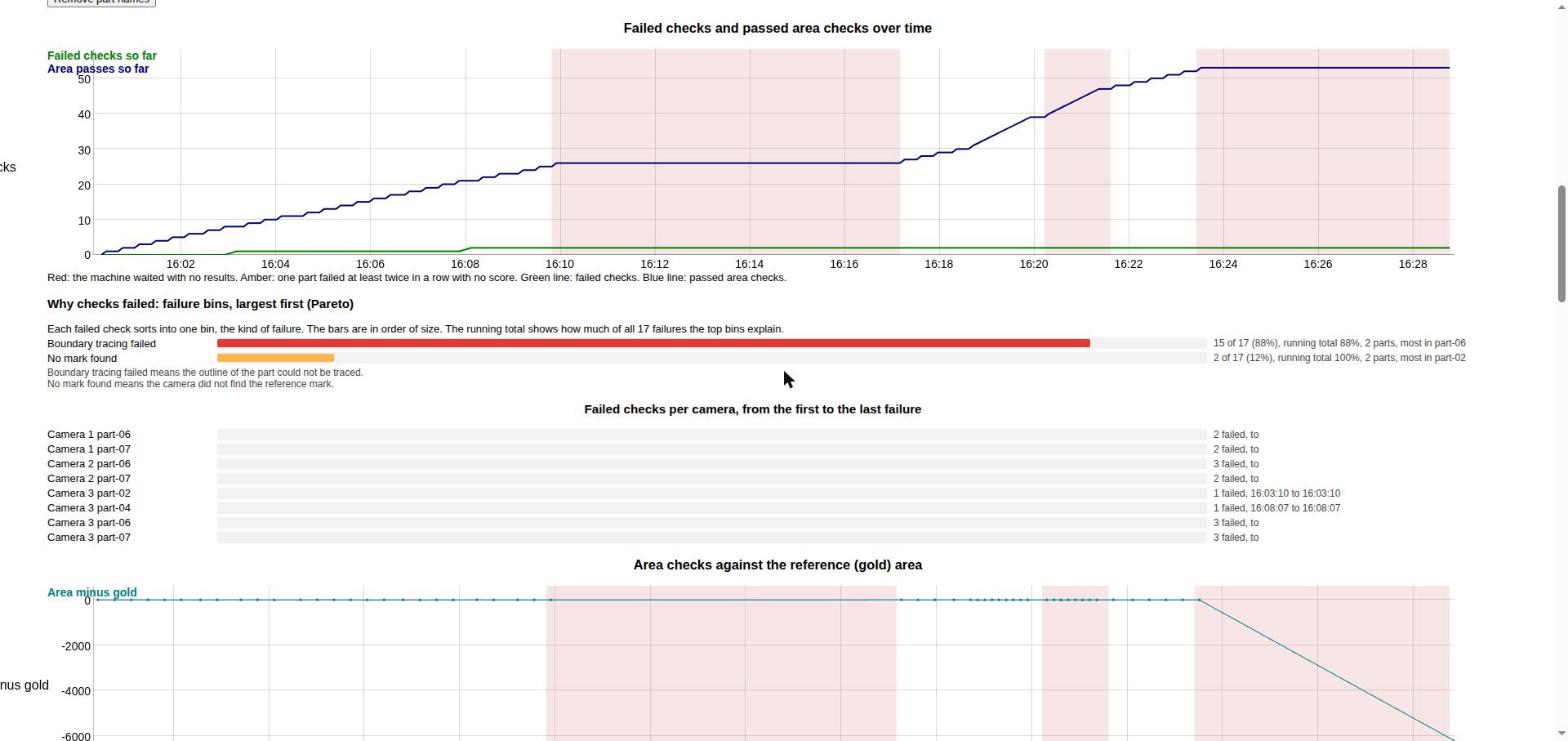 Remove part names
Failed checks and passed area checks over time
Failed checks so far
Area passes so far
50
40
30
20
10
0
cks
16:02 16:04 16:06 16:08 16:10 16:12 16:14 16:16 16:18 16:20 16:22 16:24 16:26 16:28
Red: the machine waited with no results. Amber: one part failed at least twice in a row with no score. Green line: failed checks. Blue line: passed area checks.
Why checks failed: failure bins, largest first (Pareto)
Each failed check sorts into one bin, the kind of failure. The bars are in order of size. The running total shows how much of all 17 failures the top bins explain.
Boundary tracing failed 15 of 17 (88%), running total 88%, 2 parts, most in part-06
No mark found 2 of 17 (12%), running total 100%, 2 parts, most in part-02
Boundary tracing failed means the outline of the part could not be traced.
No mark found means the camera did not find the reference mark.
Failed checks per camera, from the first to the last failure
Camera 1 part-06 2 failed, to
Camera 1 part-07 2 failed, to
Camera 2 part-06 3 failed, to
Camera 2 part-07 2 failed, to
Camera 3 part-02 1 failed, 16:03:10 to 16:03:10
Camera 3 part-04 1 failed, 16:08:07 to 16:08:07
Camera 3 part-06 3 failed, to
Camera 3 part-07 3 failed, to
Area checks against the reference (gold) area
Area minus gold
0
-2000
-4000
nus gold
-6000